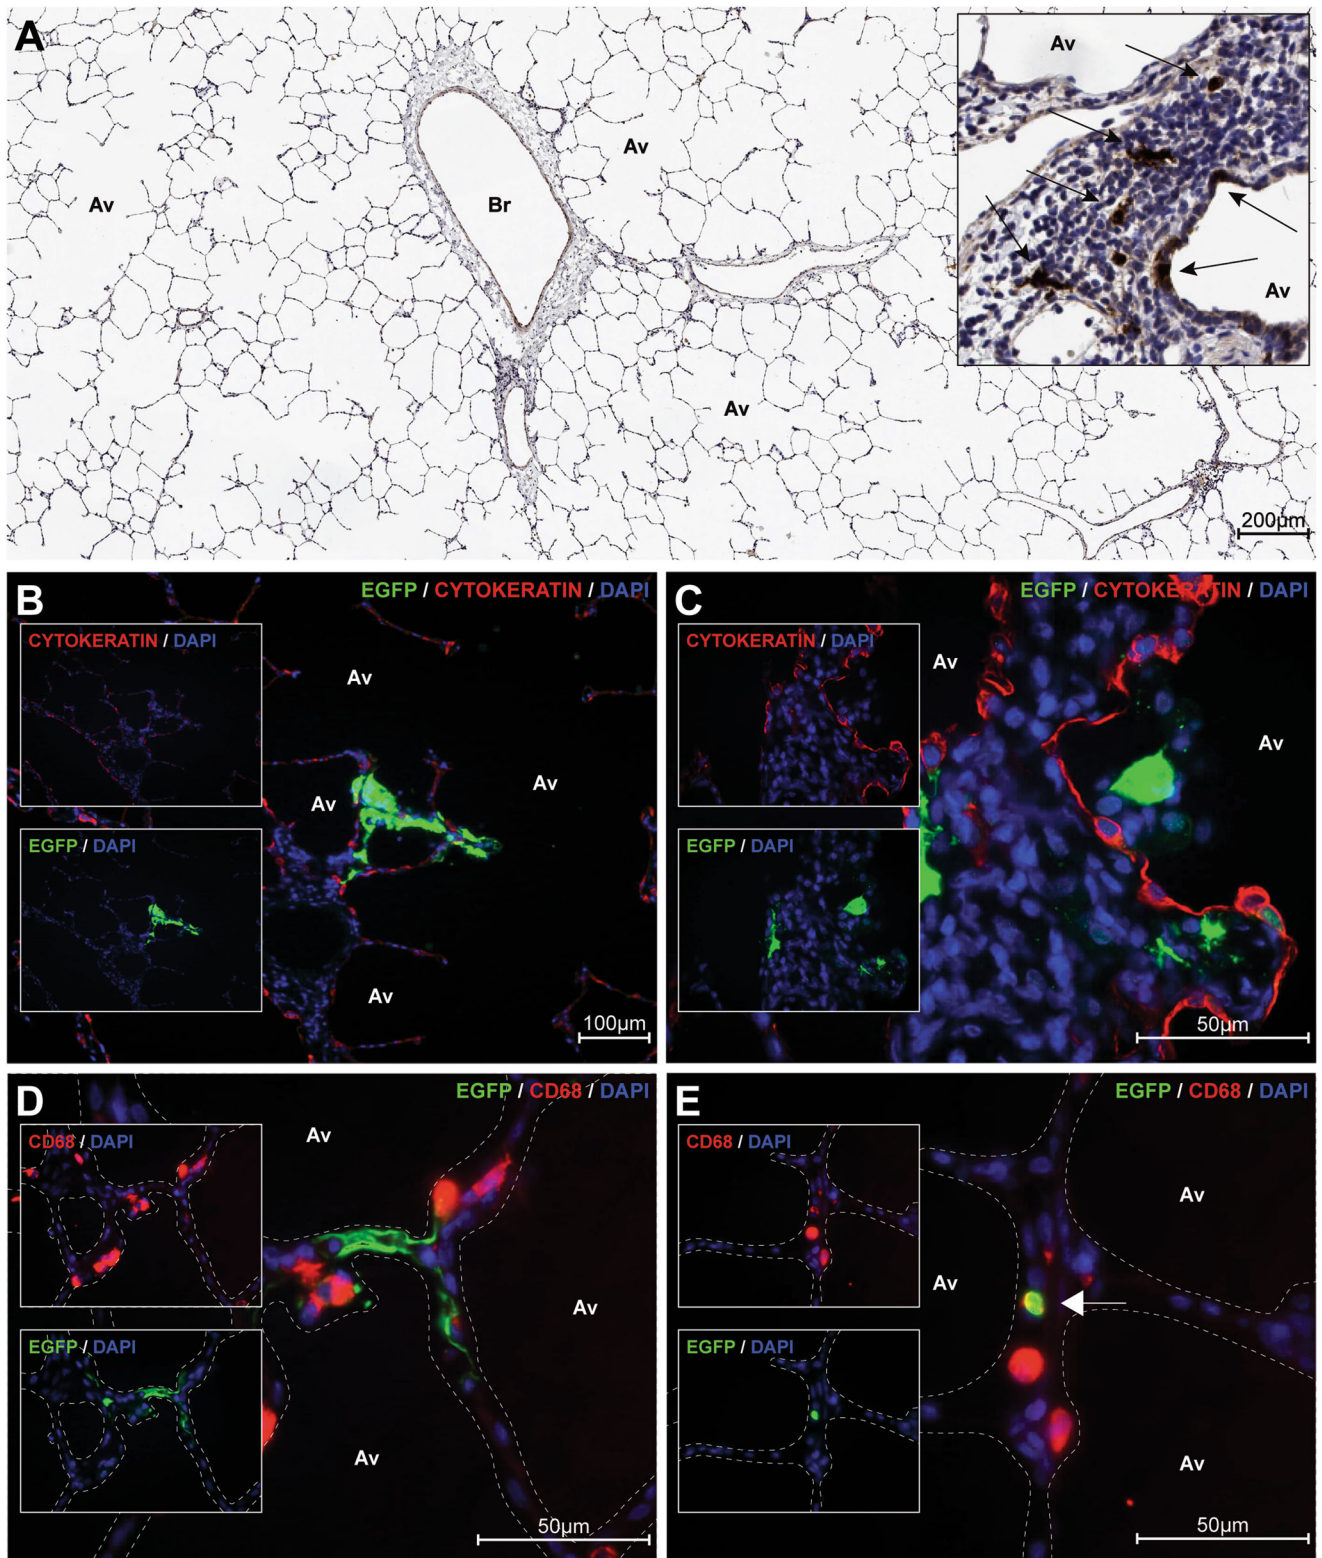 A
Av
Av
Av
Br
Av
Av
200µm
B
EGFP / CYTOKERATIN / DAPI
CYTOKERATIN / DAPI
Av
Av
Av
EGFP / DAPI
Av
100µm
C
EGFP / CYTOKERATIN / DAPI
CYTOKERATIN / DAPI
Av
Av
EGFP / DAPI
50µm
D
EGFP / CD68 / DAPI
CD68 / DAPI
Av
Av
EGFP / DAPI
Av
50µm
E
EGFP / CD68 / DAPI
CD68 / DAPI
Av
Av
EGFP / DAPI
Av
50µm